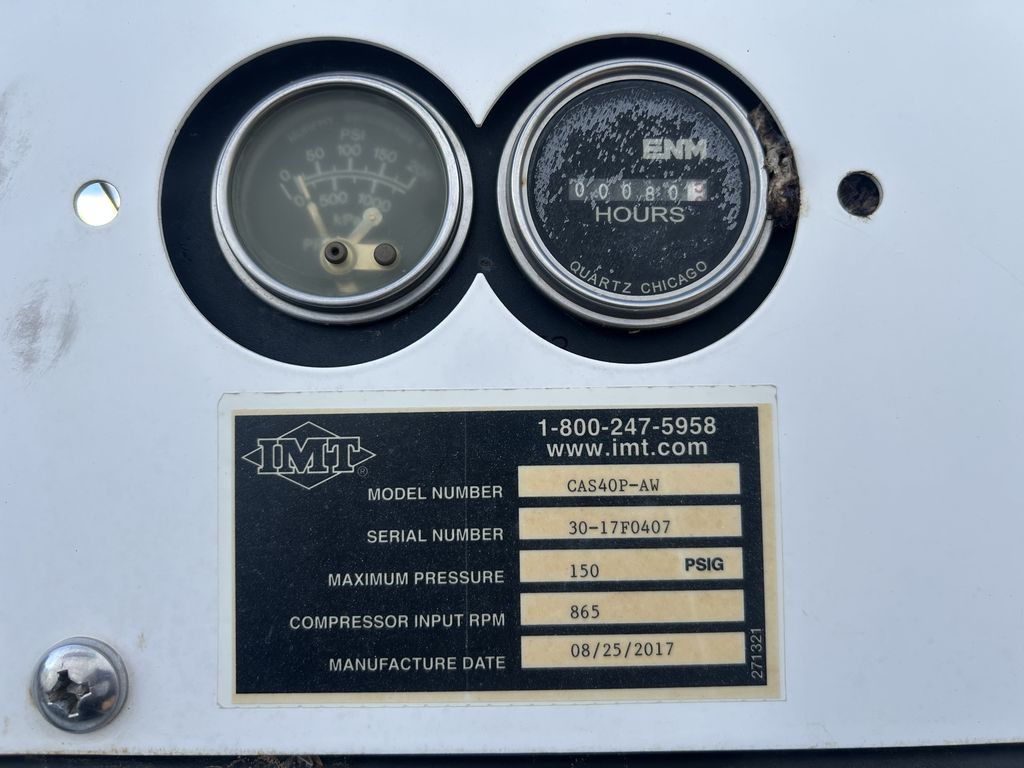 PSI
0 50 100 150
0 500 1000
kPa
ENM
HOURS
QUARTZ CHICAGO
IMT®
1-800-247-5958
www.imt.com
MODEL NUMBER CAS40P-AW
SERIAL NUMBER 30-17F0407
MAXIMUM PRESSURE 150 PSIG
COMPRESSOR INPUT RPM 865
MANUFACTURE DATE 08/25/2017
271321